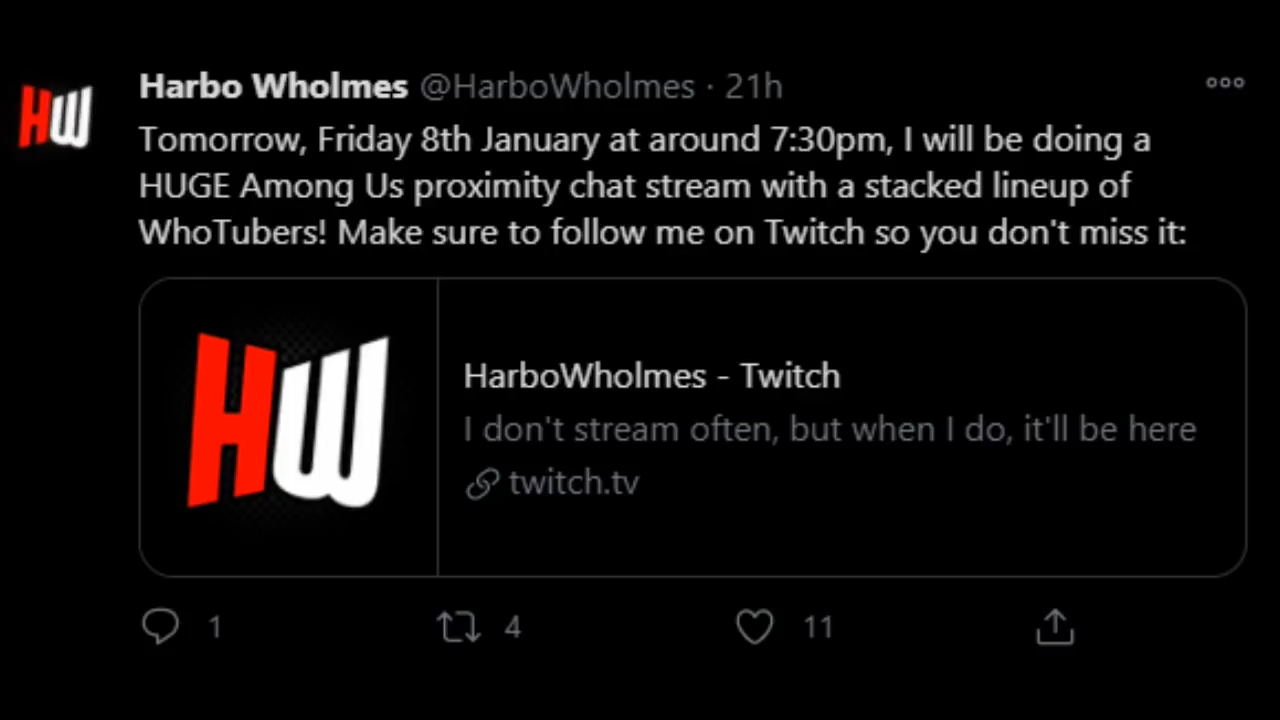 HW
Harbo Wholmes @HarboWholmes · 21h
Tomorrow, Friday 8th January at around 7:30pm, I will be doing a
HUGE Among Us proximity chat stream with a stacked lineup of
WhoTubers! Make sure to follow me on Twitch so you don't miss it:
HW
HarboWholmes - Twitch
I don't stream often, but when I do, it'll be here
twitch.tv
1 4 11